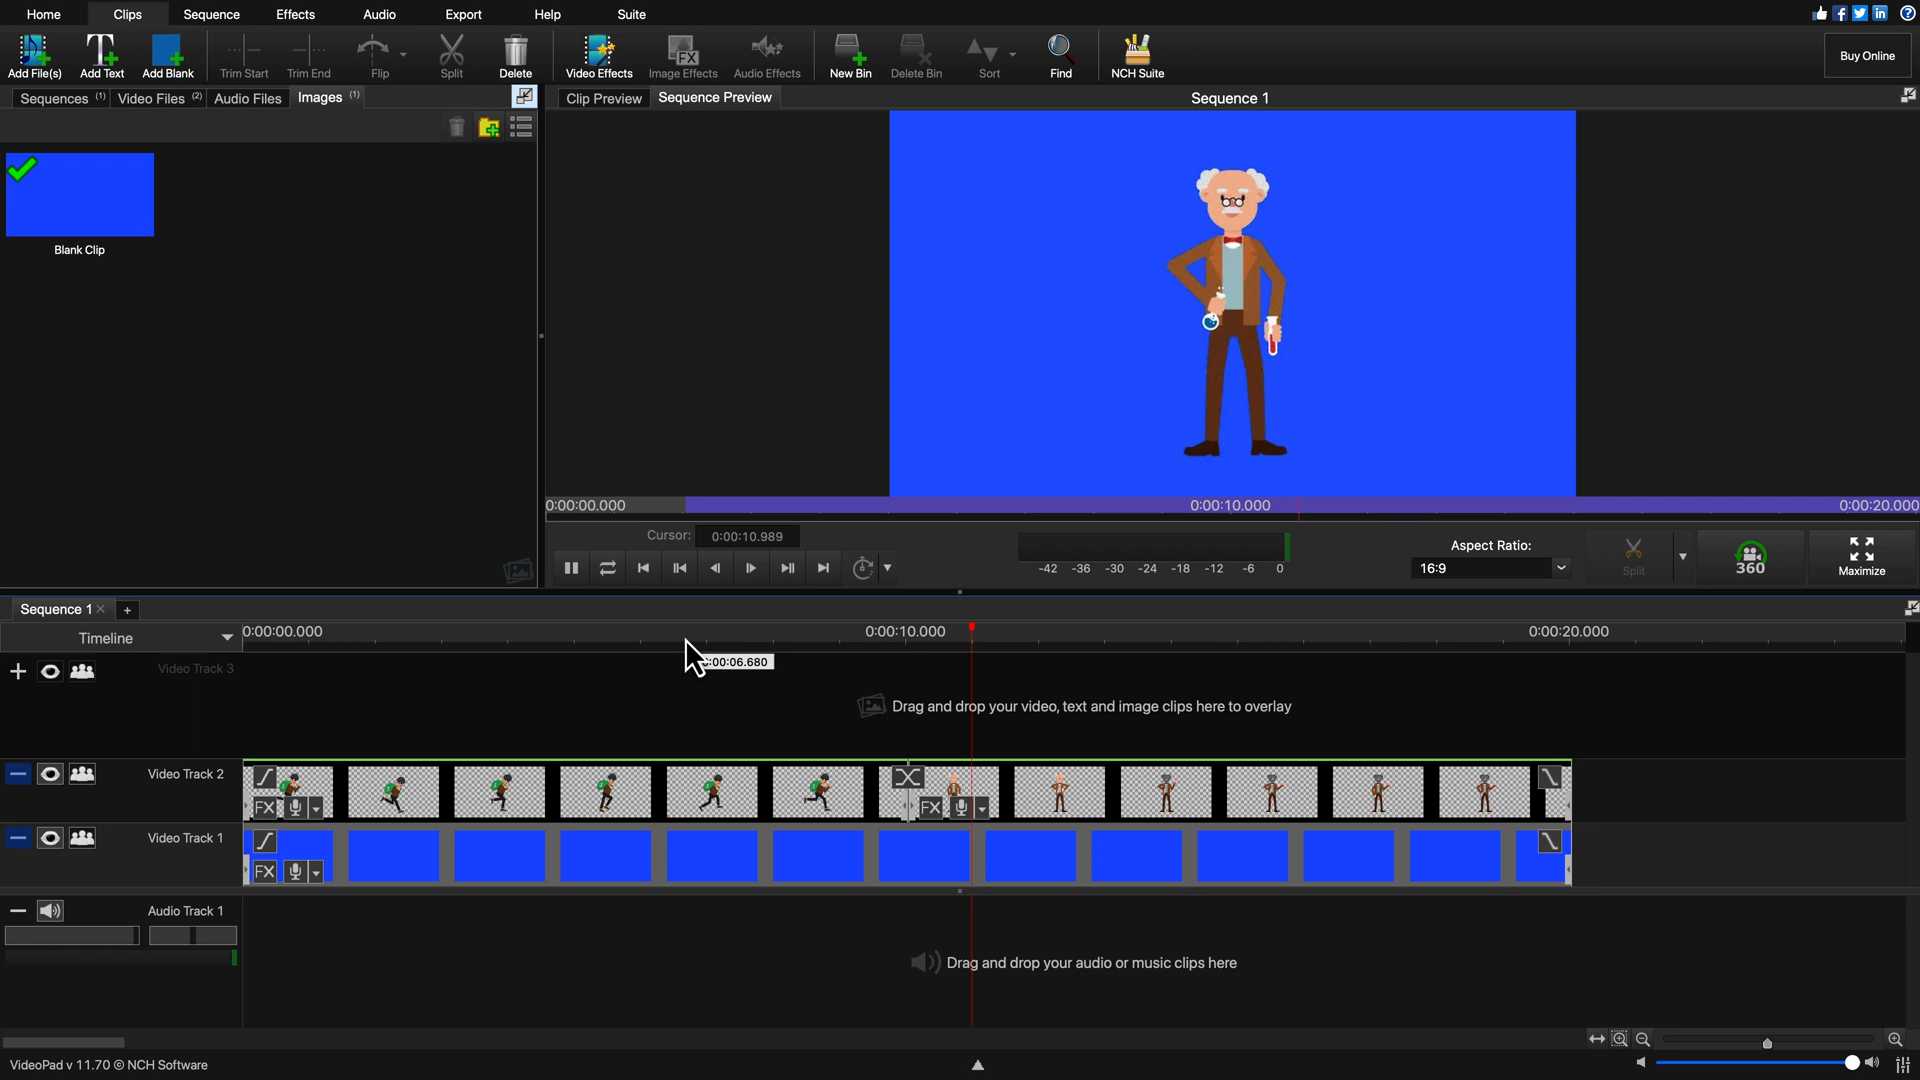 Home Clips Sequence Effects Audio Export Help Suite
Add File(s) Add Text Add Blank Trim Start Trim End Flip Split Delete Video Effects Image Effects Audio Effects New Bin Delete Bin Sort Find NCH Suite Buy Online
Sequences (1) Video Files (2) Audio Files Images (1) Clip Preview Sequence Preview Sequence 1
Blank Clip
0:00:00.000 0:00:10.000 0:00:20.000
Cursor: 0:00:10.989
-42 -36 -30 -24 -18 -12 -6 0
Aspect Ratio:
16:9
Split 360 Maximize
Sequence 1
Timeline 0:00:00.000 0:00:10.000 0:00:20.000
:00:06.680
Video Track 3
Drag and drop your video, text and image clips here to overlay
Video Track 2
FX FX
Video Track 1
FX
Audio Track 1
Drag and drop your audio or music clips here
VideoPad v 11.70 © NCH Software